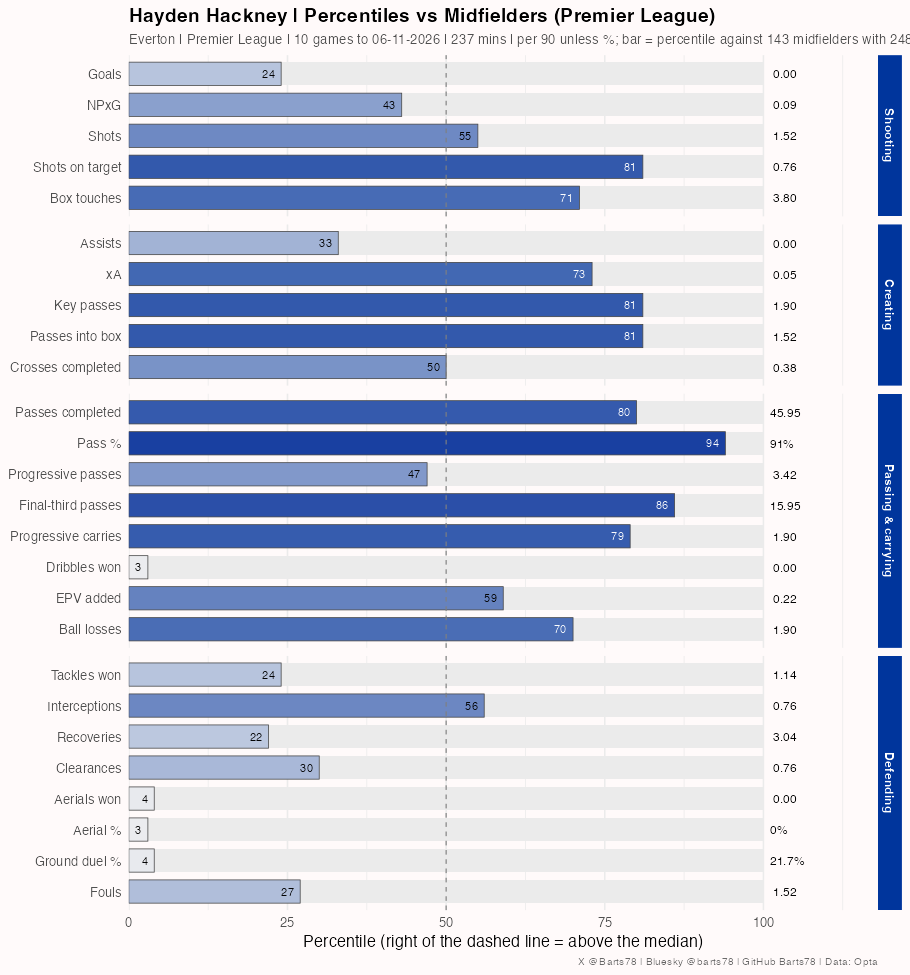 Hayden Hackney | Percentiles vs Midfielders (Premier League)
Everton | Premier League | 10 games to 06-11-2026 | 237 mins | per 90 unless %; bar = percentile against 143 midfielders with 248
Goals 24 0.00
NPxG 43 0.09
Shots 55 1.52
Shots on target 81 0.76
Box touches 71 3.80
Shooting
Assists 33 0.00
xA 73 0.05
Key passes 81 1.90
Passes into box 81 1.52
Crosses completed 50 0.38
Creating
Passes completed 80 45.95
Pass % 94 91%
Progressive passes 47 3.42
Final-third passes 86 15.95
Progressive carries 79 1.90
Dribbles won 3 0.00
EPV added 59 0.22
Ball losses 70 1.90
Passing & carrying
Tackles won 24 1.14
Interceptions 56 0.76
Recoveries 22 3.04
Clearances 30 0.76
Aerials won 4 0.00
Aerial % 3 0%
Ground duel % 4 21.7%
Fouls 27 1.52
Defending
0 25 50 75 100
Percentile (right of the dashed line = above the median)
X @Barts78 | Bluesky @barts78 | GitHub Barts78 | Data: Opta